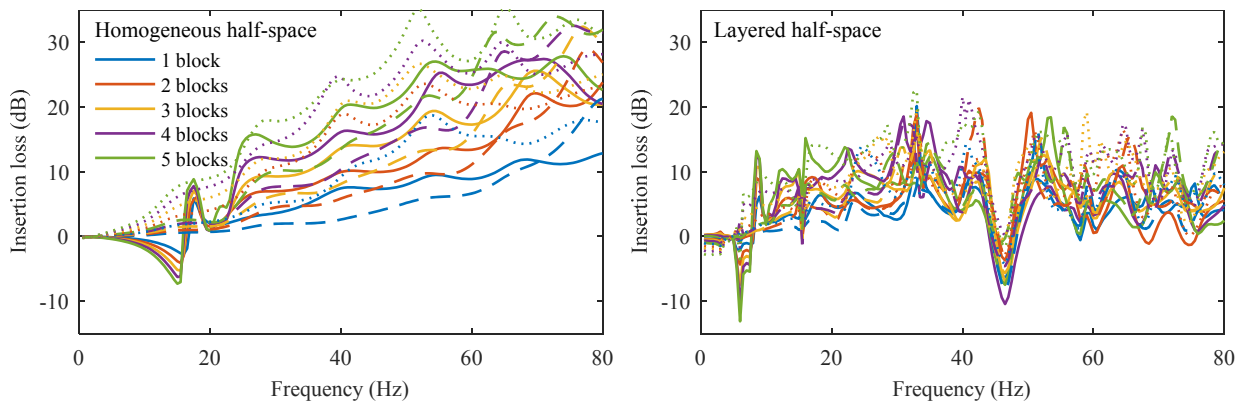 Homogeneous half-space
1 block
2 blocks
3 blocks
4 blocks
5 blocks
30
20
10
0
-10
Insertion loss (dB)
0 20 40 60 80
Frequency (Hz)
Layered half-space
30
20
10
0
-10
Insertion loss (dB)
0 20 40 60 80
Frequency (Hz)